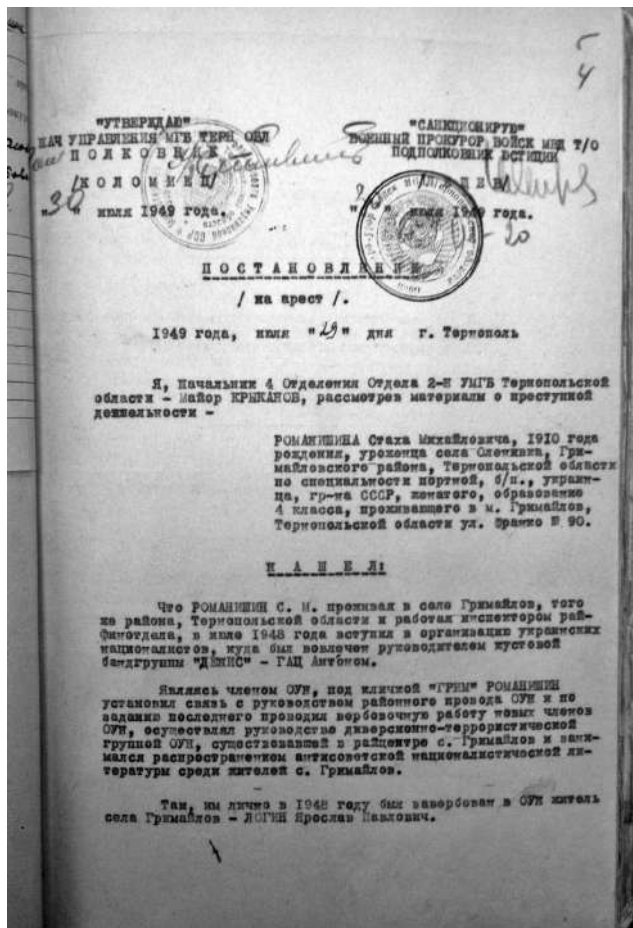 5
4
"УТВЕРЖДАЮ"
НАЧ УПРАВЛЕНИЯ МГБ ТЕРН ОБЛ
ПОЛКОВНИК
/КОЛОМИЕЦ/
"30" июля 1949 года.
"САНКЦИОНИРУЮ"
ВОЕННЫЙ ПРОКУРОР ВОЙСК МВД Т/О
ПОДПОЛКОВНИК ЮСТИЦИИ
" " июля 1949 года.
20
ПОСТАНОВЛЕНИЕ
/ на арест /.
1949 года, июля "29" дня г. Тернополь
Я, Начальник 4 Отделения Отдела 2-Н УМГБ Тернопольской
области - Майор КРЫКАНОВ, рассмотрев материалы о преступной
деятельности -
РОМАНИШИНА Стаха Михайловича, 1910 года
рождения, уроженца села Оленивка, Гри-
майловского района, Тернопольской области
по специальности портной, б/п., украин-
ца, гр-на СССР, женатого, образование
4 класса, проживающего в м. Гримайлов,
Тернопольской области ул. Франко № 90.
НАШЕЛ:
Что РОМАНИШИН С. М. проживая в селе Гримайлов, того
же района, Тернопольской области и работая инспектором рай-
финотдела, в июле 1948 года вступил в организацию украинских
националистов, куда был вовлечен руководителем кустовой
бандгруппы "ДЕНИС" - ГАЦ Антоном.
Являясь членом ОУН, под кличкой "ГРИМ" РОМАНИШИН
установил связь с руководством районного провода ОУН и по
заданию последнего проводил вербовочную работу новых членов
ОУН, осуществлял руководство диверсионно-террористической
группой ОУН, существовавшей в райцентре с. Гримайлов и зани-
мался распространением антисоветской националистической ли-
тературы среди жителей с. Гримайлов.
Там, им лично в 1948 году был завербован в ОУН житель
села Гримайлов - ЛОГЕН Ярослав Павлович.